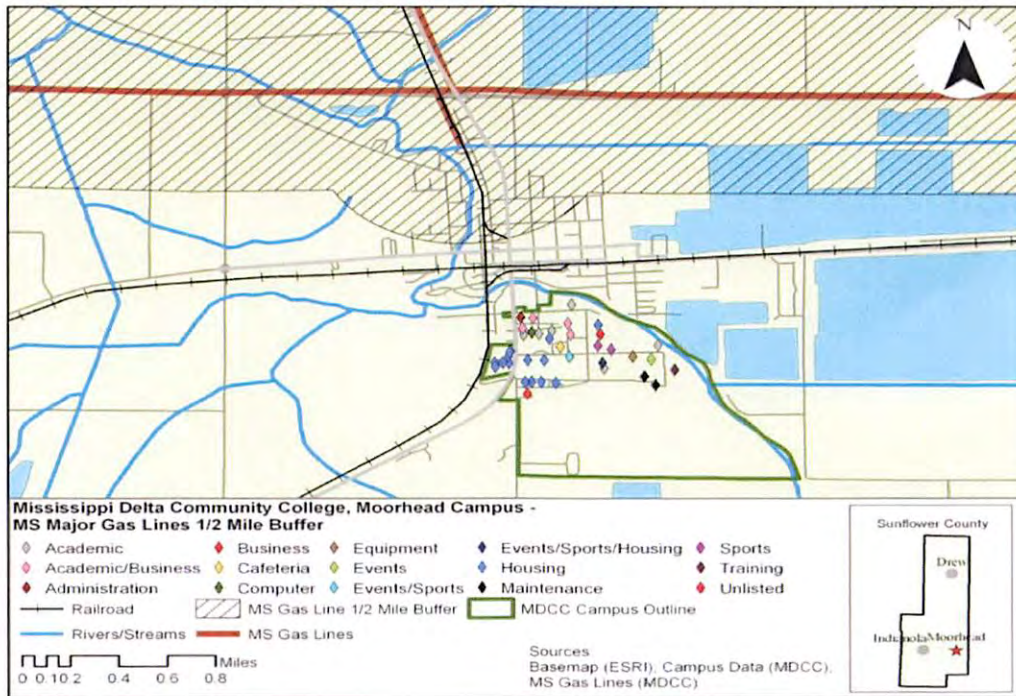 N
Mississippi Delta Community College, Moorhead Campus -
MS Major Gas Lines 1/2 Mile Buffer
Academic
Business
Equipment
Events/Sports/Housing
Sports
Academic/Business
Cafeteria
Events
Housing
Training
Administration
Computer
Events/Sports
Maintenance
Unlisted
Railroad
MS Gas Line 1/2 Mile Buffer
MDCC Campus Outline
Rivers/Streams
MS Gas Lines
Miles
0 0.10.2 0.4 0.6 0.8
Sources
Basemap (ESRI), Campus Data (MDCC),
MS Gas Lines (MDCC)
Sunflower County
Drew
Indianola
Moorhead